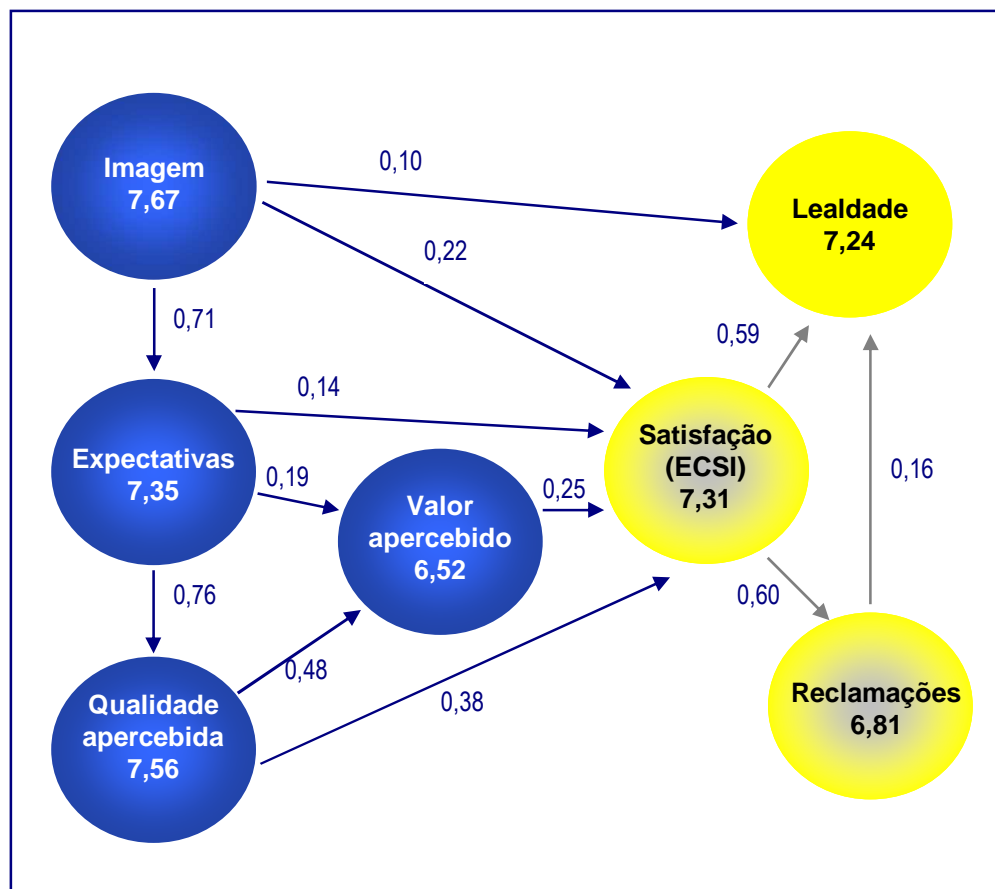 Imagem
7,67
0,10
Lealdade
7,24
0,22
0,71
0,59
0,14
Expectativas
7,35
0,19
Valor
apercebido
6,52
0,25
Satisfação
(ECSI)
7,31
0,16
0,76
0,60
0,48
0,38
Qualidade
apercebida
7,56
Reclamações
6,81